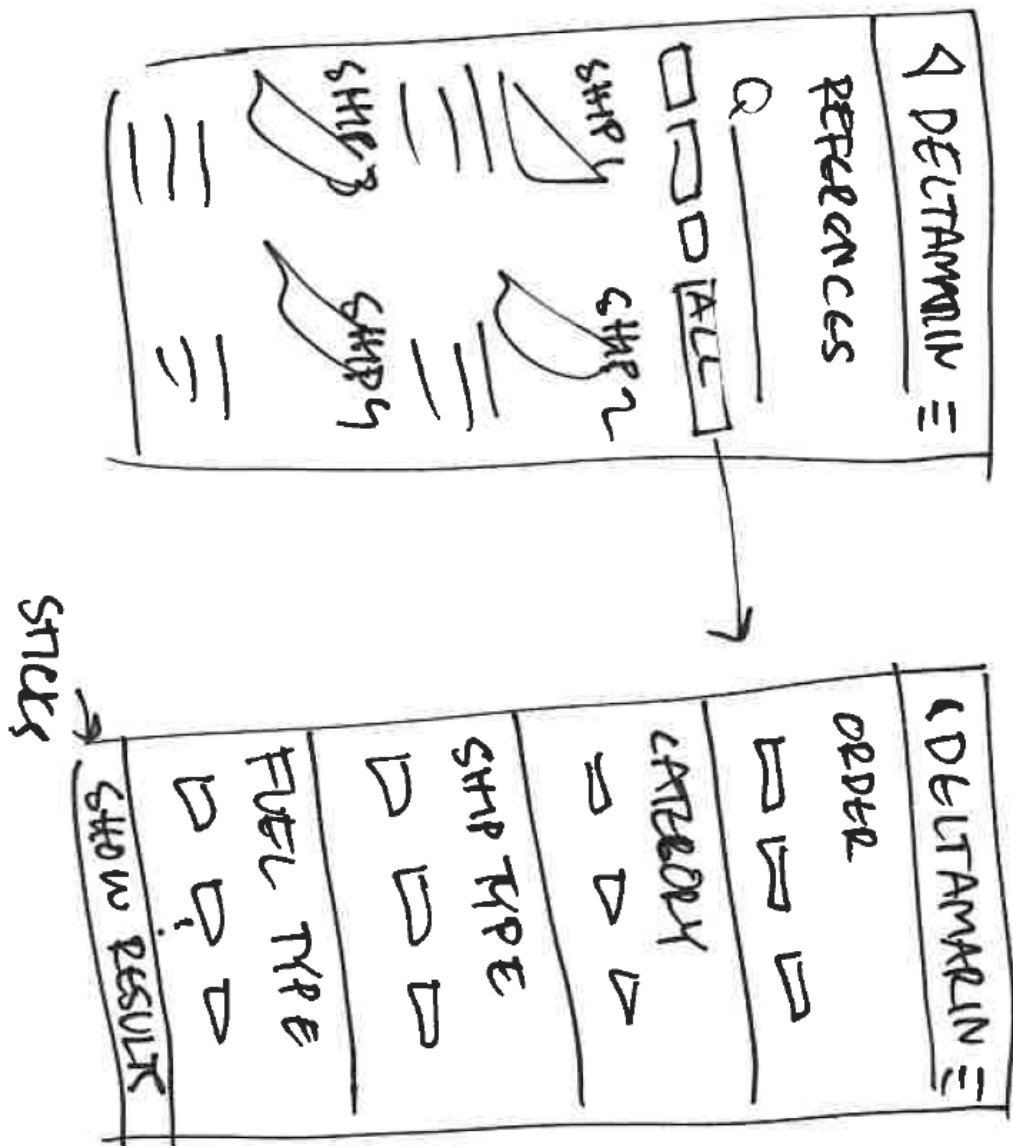 DELTAMARIN
REFERENCES
ALL
SHIP 1
SHIP 2
SHIP 3
SHIP 4
DELTAMARIN
ORDER
CATEGORY
SHIP TYPE
FUEL TYPE
SHOW RESULTS
STICKS